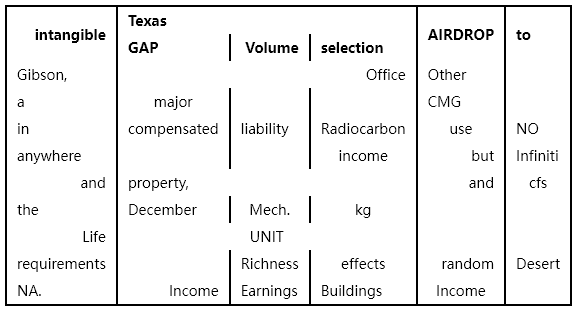 Texas
intangible AIRDROP to
GAP Volume selection
Gibson, Office Other
a major CMG
in compensated liability Radiocarbon use NO
anywhere income but Infiniti
and property, and cfs
the December Mech. kg
Life UNIT
requirements Richness effects random Desert
NA. Income Earnings Buildings Income